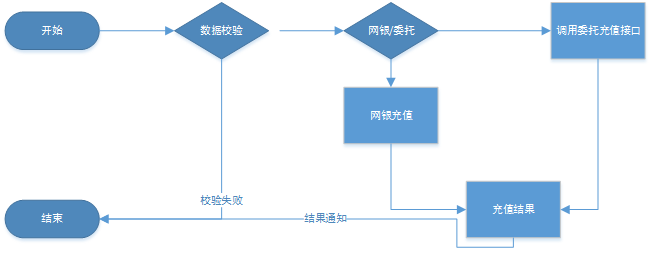 开始
数据校验
网银/委托
调用委托充值接口
网银充值
校验失败
充值结果
结束
结果通知